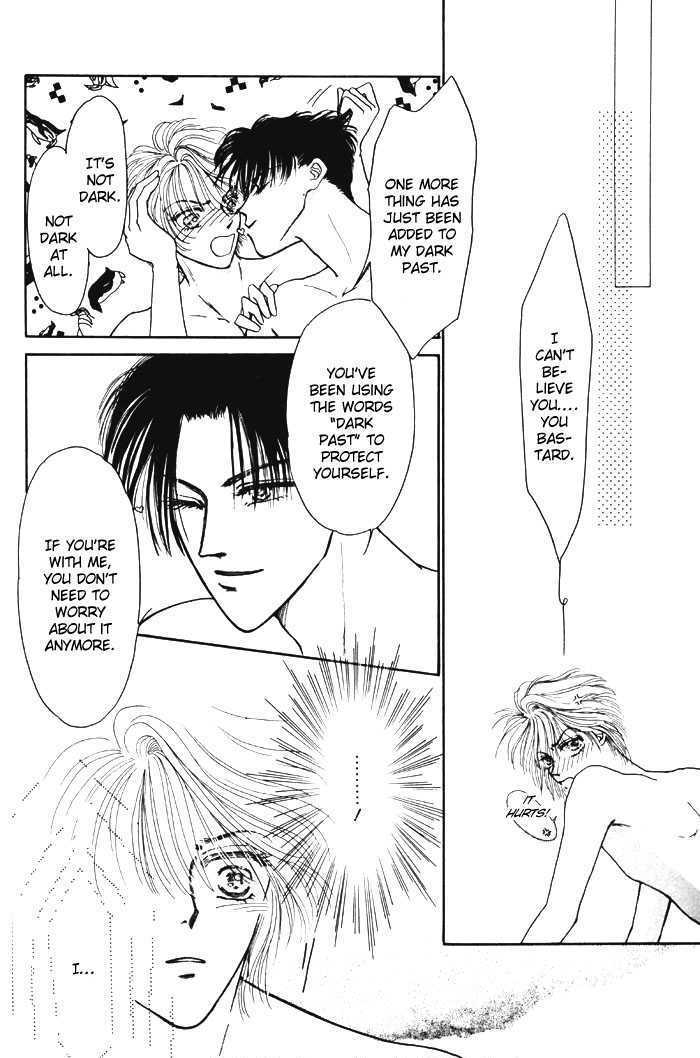 I
CAN'T
BE-
LIEVE
YOU....
YOU
BAS-
TARD.
IT
HURTS!
ONE MORE
THING HAS
JUST BEEN
ADDED TO
MY DARK
PAST.
IT'S
NOT
DARK.
NOT
DARK
AT
ALL.
YOU'VE
BEEN USING
THE WORDS
"DARK
PAST" TO
PROTECT
YOURSELF.
IF YOU'RE
WITH ME,
YOU DON'T
NEED TO
WORRY
ABOUT IT
ANYMORE.
........!
I...